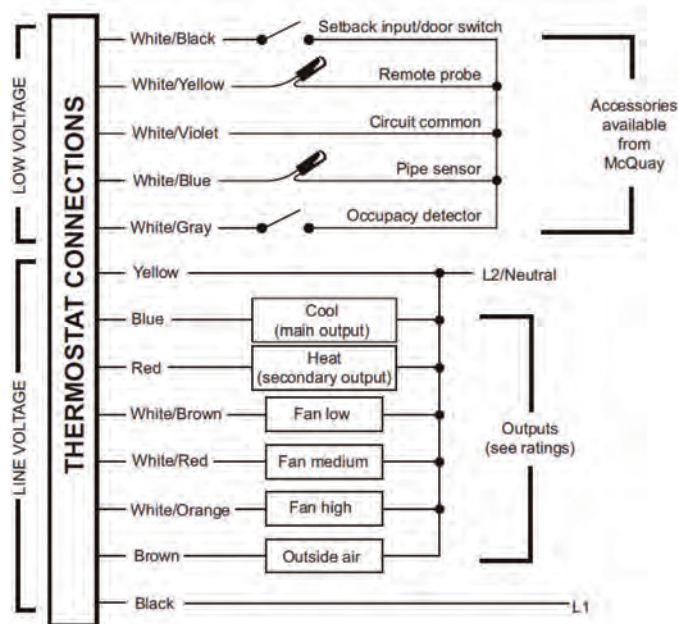 LOW VOLTAGE
LINE VOLTAGE
THERMOSTAT CONNECTIONS
White/Black
Setback input/door switch
White/Yellow
Remote probe
White/Violet
Circuit common
White/Blue
Pipe sensor
White/Gray
Occupancy detector
Accessories
available
from
McQuay
Yellow
L2/Neutral
Blue
Cool
(main output)
Red
Heat
(secondary output)
White/Brown
Fan low
White/Red
Fan medium
White/Orange
Fan high
Brown
Outside air
Outputs
(see ratings)
Black
L1